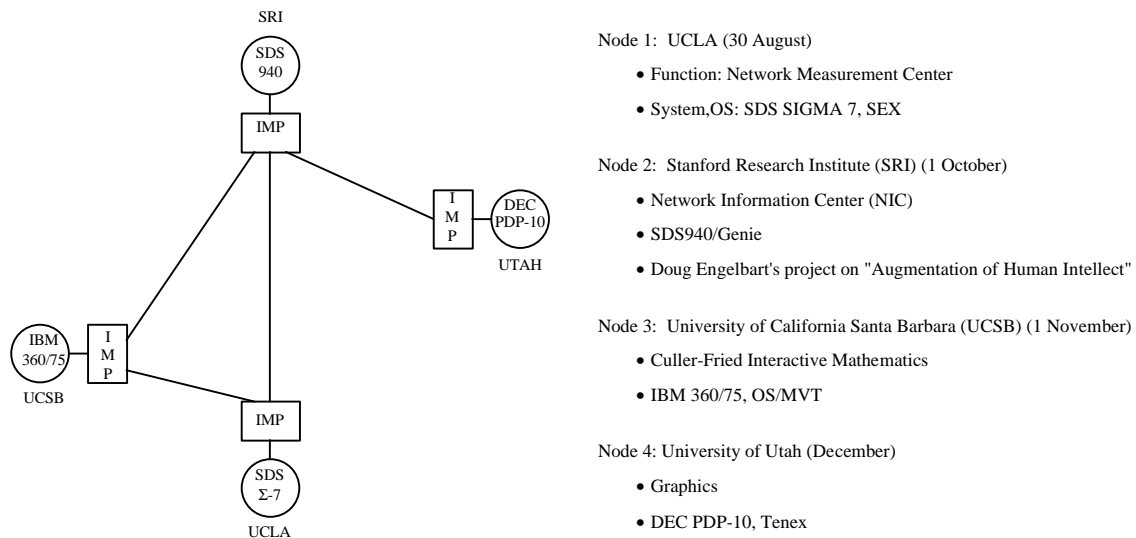 SRI
SDS
940
IMP
I
M
P
DEC
PDP-10
UTAH
IBM
360/75
I
M
P
UCSB
IMP
SDS
Σ-7
UCLA
Node 1:  UCLA (30 August)
• Function: Network Measurement Center
• System,OS: SDS SIGMA 7, SEX
Node 2:  Stanford Research Institute (SRI) (1 October)
• Network Information Center (NIC)
• SDS940/Genie
• Doug Engelbart's project on "Augmentation of Human Intellect"
Node 3:  University of California Santa Barbara (UCSB) (1 November)
• Culler-Fried Interactive Mathematics
• IBM 360/75, OS/MVT
Node 4: University of Utah (December)
• Graphics
• DEC PDP-10, Tenex